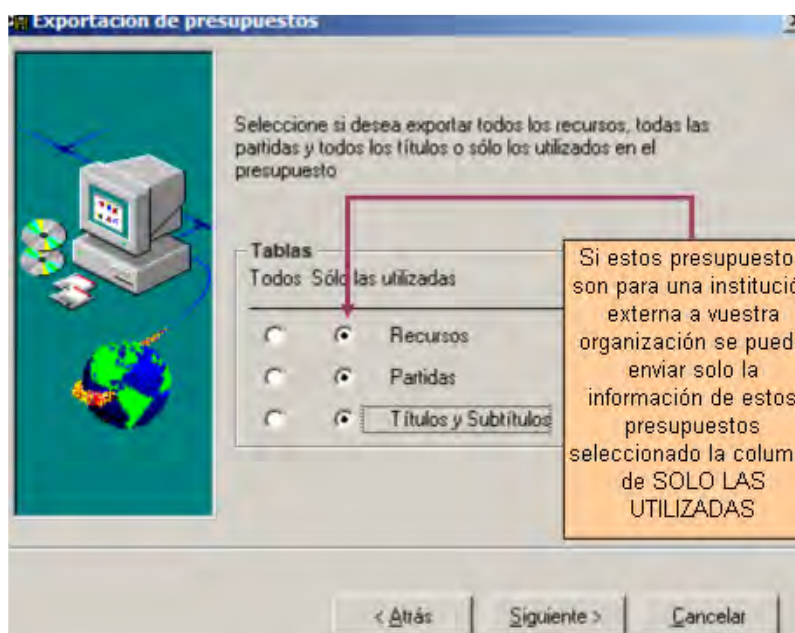 Exportación de presupuestos
Seleccione si desea exportar todos los recursos, todas las
partidas y todos los títulos o sólo los utilizados en el
presupuesto
Tablas
Todos Sólo las utilizadas
Recursos
Partidas
Títulos y Subtítulos
Si estos presupuesto
son para una institució
externa a vuestra
organización se pued
enviar solo la
información de estos
presupuestos
seleccionado la colum
de SOLO LAS
UTILIZADAS
< Atrás
Siguiente >
Cancelar